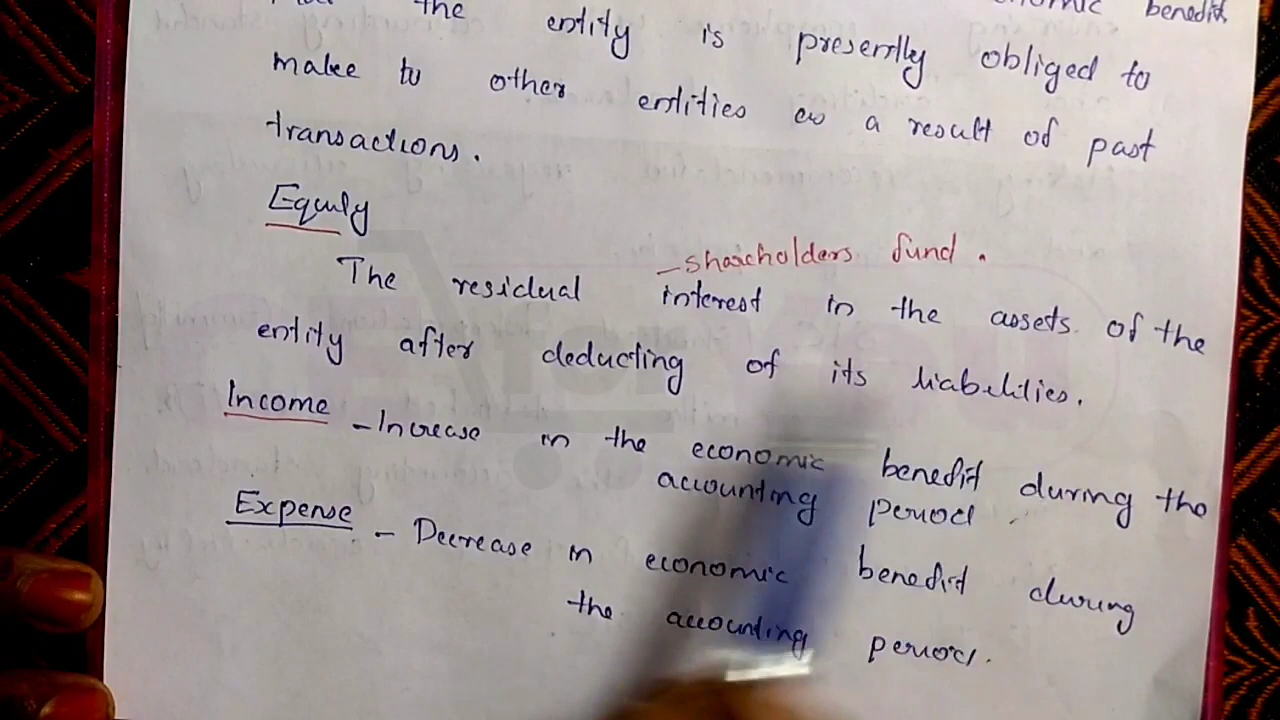 the
benefit
the entity is presently obliged to
make to other entities as a result of past
transactions.
Equity
- shareholders fund.
The residual interest in the assets of the
entity after deducting of its liabilities.
Income - Increase in the economic benefit during the
accounting period.
Expense - Decrease in economic benefit during
the accounting period.